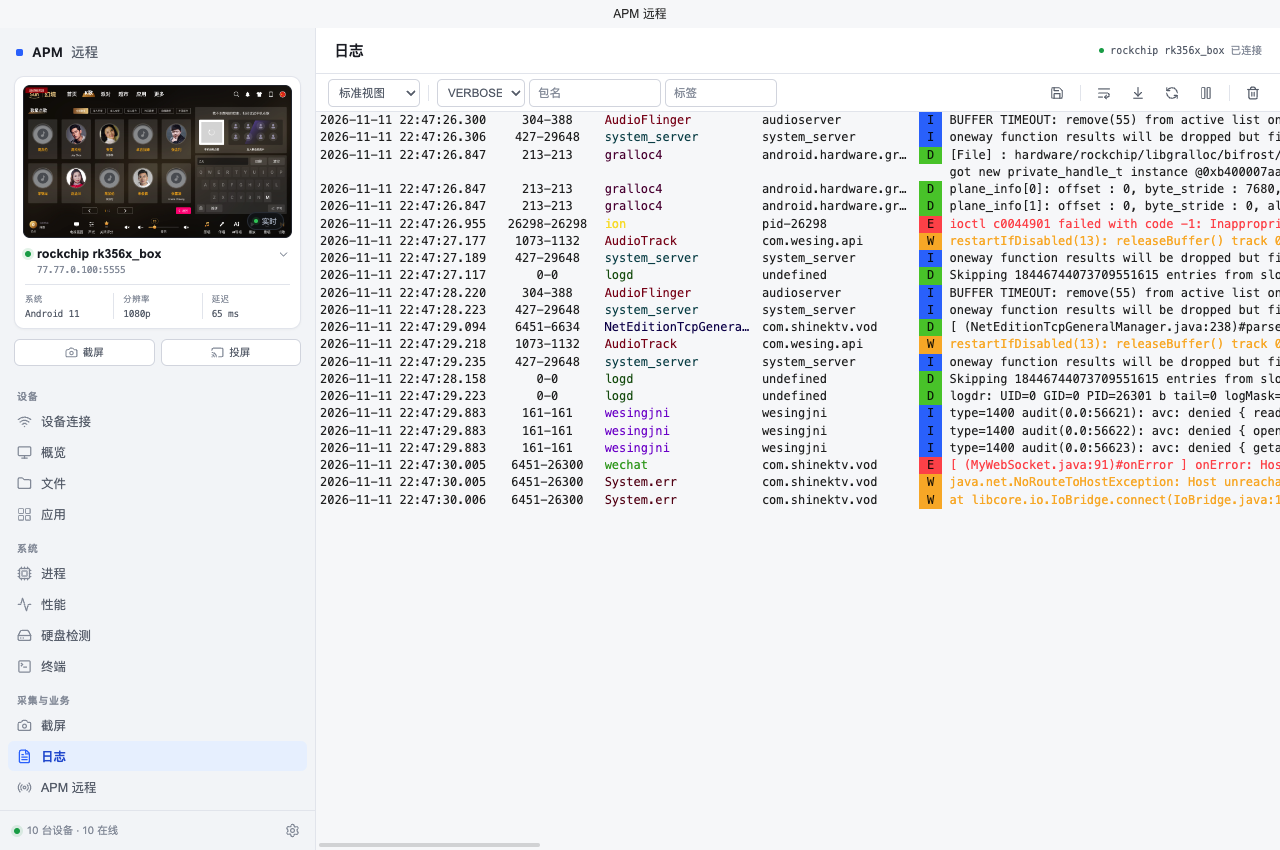 APM 远程
APM 远程
实时
rockchip rk356x_box
77.77.0.100:5555
系统
分辨率
延迟
Android 11
1080p
65 ms
截屏
投屏
设备
设备连接
概览
文件
应用
系统
进程
性能
硬盘检测
终端
采集与业务
截屏
日志
APM 远程
10 台设备 · 10 在线
日志
rockchip rk356x_box 已连接
标准视图
VERBOSE
包名
标签
2026-11-11 22:47:26.300 304-388 AudioFlinger audioserver I BUFFER TIMEOUT: remove(55) from active list on
2026-11-11 22:47:26.306 427-29648 system_server system_server I oneway function results will be dropped but fi
2026-11-11 22:47:26.847 213-213 gralloc4 android.hardware.gr… D [File] : hardware/rockchip/libgralloc/bifrost/
got new private_handle_t instance @0xb400007aa
2026-11-11 22:47:26.847 213-213 gralloc4 android.hardware.gr… D plane_info[0]: offset : 0, byte_stride : 7680,
2026-11-11 22:47:26.847 213-213 gralloc4 android.hardware.gr… D plane_info[1]: offset : 0, byte_stride : 0, al
2026-11-11 22:47:26.955 26298-26298 ion pid-26298 E ioctl c0044901 failed with code -1: Inappropri
2026-11-11 22:47:27.177 1073-1132 AudioTrack com.wesing.api W restartIfDisabled(13): releaseBuffer() track 0
2026-11-11 22:47:27.189 427-29648 system_server system_server I oneway function results will be dropped but fi
2026-11-11 22:47:27.117 0-0 logd undefined D Skipping 18446744073709551615 entries from slo
2026-11-11 22:47:28.220 304-388 AudioFlinger audioserver I BUFFER TIMEOUT: remove(55) from active list on
2026-11-11 22:47:28.223 427-29648 system_server system_server I oneway function results will be dropped but fi
2026-11-11 22:47:29.094 6451-6634 NetEditionTcpGenera… com.shinektv.vod D [ (NetEditionTcpGeneralManager.java:238)#parse
2026-11-11 22:47:29.218 1073-1132 AudioTrack com.wesing.api W restartIfDisabled(13): releaseBuffer() track 0
2026-11-11 22:47:29.235 427-29648 system_server system_server I oneway function results will be dropped but fi
2026-11-11 22:47:28.158 0-0 logd undefined D Skipping 18446744073709551615 entries from slo
2026-11-11 22:47:29.223 0-0 logd undefined D logdr: UID=0 GID=0 PID=26301 b tail=0 logMask=
2026-11-11 22:47:29.883 161-161 wesingjni wesingjni I type=1400 audit(0.0:56621): avc: denied { read
2026-11-11 22:47:29.883 161-161 wesingjni wesingjni I type=1400 audit(0.0:56622): avc: denied { open
2026-11-11 22:47:29.883 161-161 wesingjni wesingjni I type=1400 audit(0.0:56623): avc: denied { geta
2026-11-11 22:47:30.005 6451-26300 wechat com.shinektv.vod E [ (MyWebSocket.java:91)#onError ] onError: Hos
2026-11-11 22:47:30.005 6451-26300 System.err com.shinektv.vod W java.net.NoRouteToHostException: Host unreacha
2026-11-11 22:47:30.006 6451-26300 System.err com.shinektv.vod W at libcore.io.IoBridge.connect(IoBridge.java:1